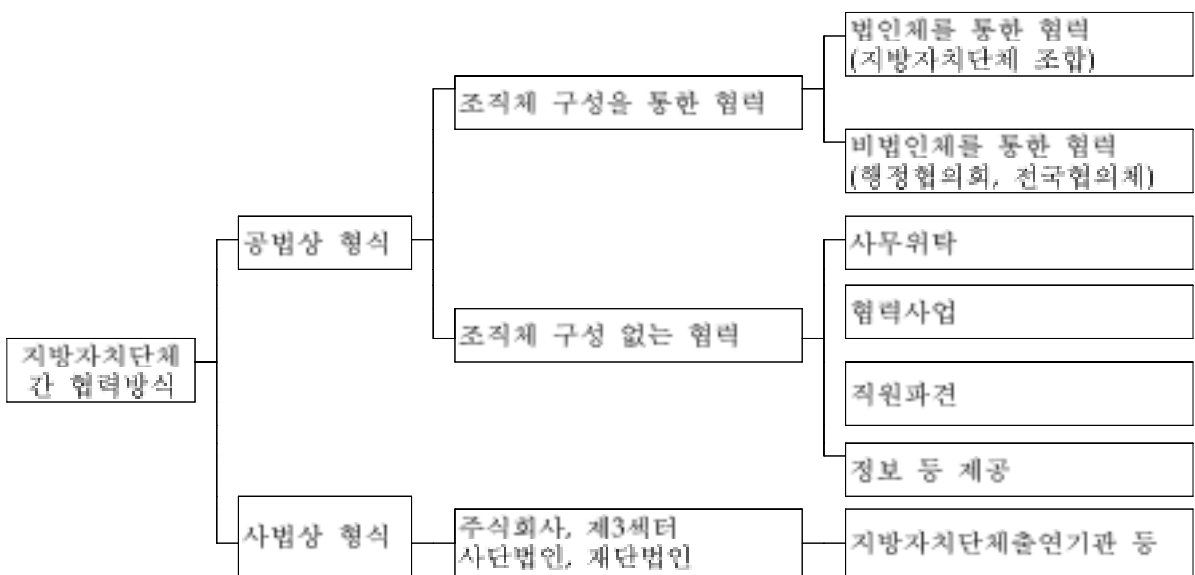 지방자치단체
간 협력방식
공법상 형식
조직체 구성을 통한 협력
법인체를 통한 협력
(지방자치단체 조합)
비법인체를 통한 협력
(행정협의회, 전국협의체)
조직체 구성 없는 협력
사무위탁
협력사업
직원파견
정보 등 제공
사법상 형식
주식회사, 제3섹터
사단법인, 재단법인
지방자치단체출연기관 등